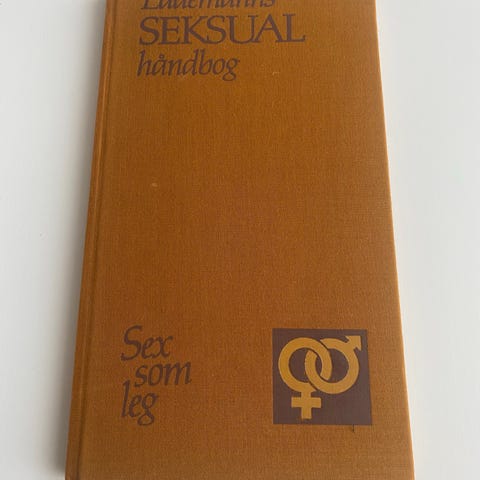 Lademanns
SEKSUAL
håndbog
Sex
som
leg